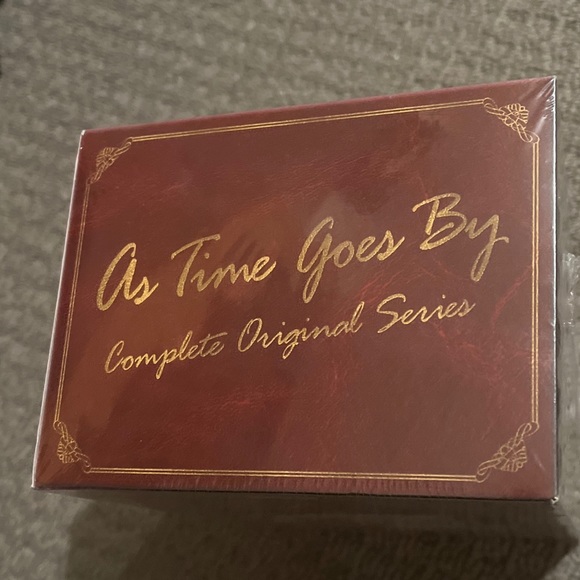 As Time Goes By
Complete Original Series